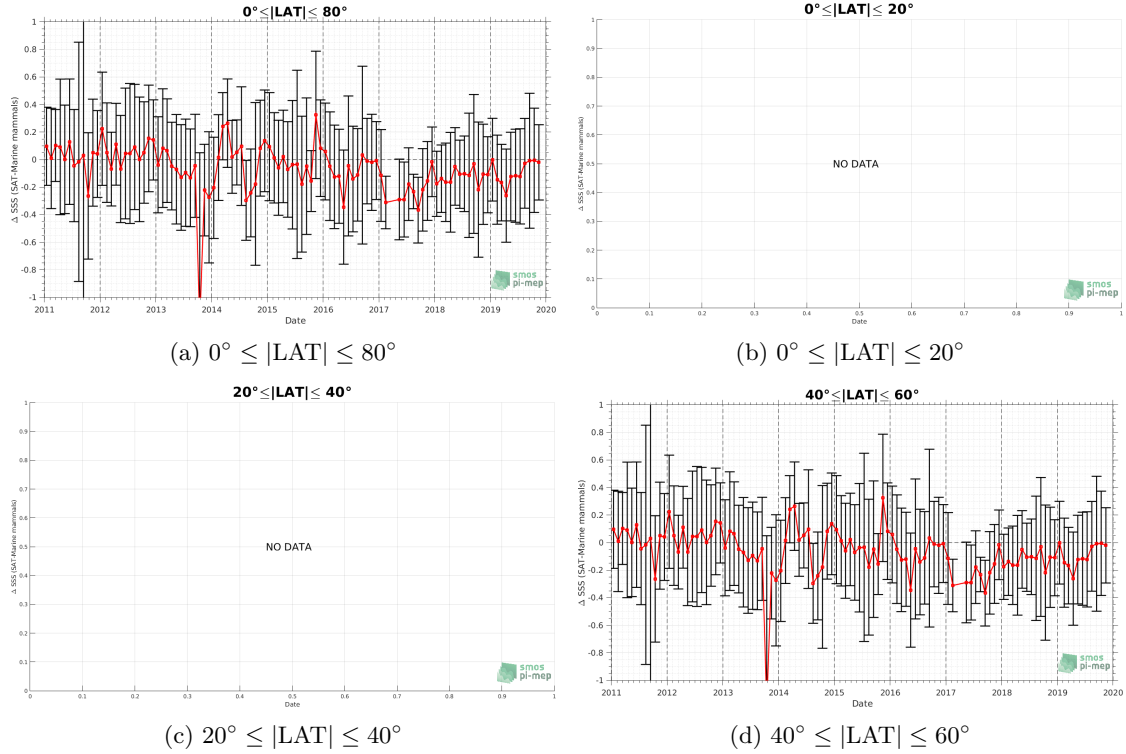 0°≤|LAT|≤ 80°
1
0.8
0.6
0.4
0.2
0
-0.2
-0.4
-0.6
-0.8
-1
Δ SSS (SAT-Marine mammals)
2011 2012 2013 2014 2015 2016 2017 2018 2019 2020
Date
smos
pi-mep
(a) 0° ≤ |LAT| ≤ 80°
0°≤|LAT|≤ 20°
1
0.9
0.8
0.7
0.6
0.5
0.4
0.3
0.2
0.1
0
Δ SSS (SAT-Marine mammals)
NO DATA
0 0.1 0.2 0.3 0.4 0.5 0.6 0.7 0.8 0.9 1
Date
smos
pi-mep
(b) 0° ≤ |LAT| ≤ 20°
20°≤|LAT|≤ 40°
1
0.9
0.8
0.7
0.6
0.5
0.4
0.3
0.2
0.1
0
Δ SSS (SAT-Marine mammals)
NO DATA
0 0.1 0.2 0.3 0.4 0.5 0.6 0.7 0.8 0.9 1
Date
smos
pi-mep
(c) 20° ≤ |LAT| ≤ 40°
40°≤|LAT|≤ 60°
1
0.8
0.6
0.4
0.2
0
-0.2
-0.4
-0.6
-0.8
-1
Δ SSS (SAT-Marine mammals)
2011 2012 2013 2014 2015 2016 2017 2018 2019 2020
Date
smos
pi-mep
(d) 40° ≤ |LAT| ≤ 60°